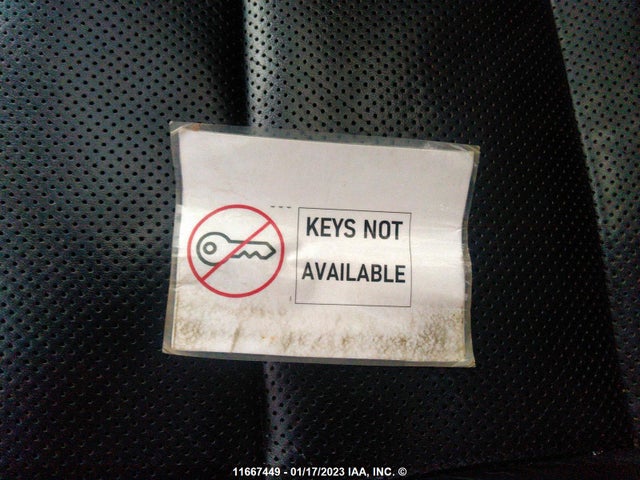 KEYS NOT
AVAILABLE
11667449 - 01/17/2023 IAA, INC. ©